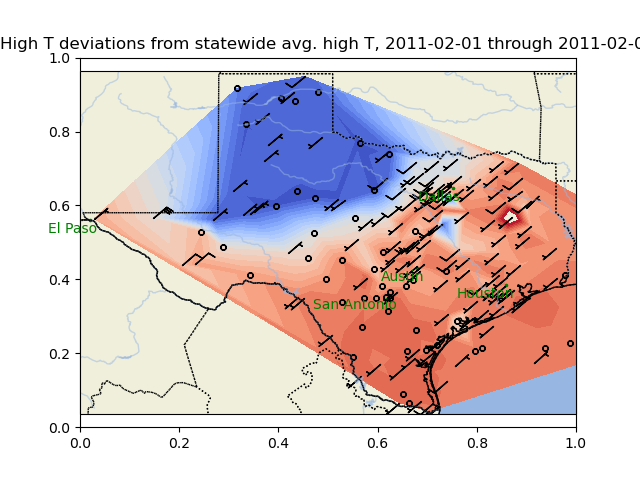 High T deviations from statewide avg. high T, 2011-02-01 through 2011-02-0
1.0
0.8
0.6
0.4
0.2
0.0
0.0
0.2
0.4
0.6
0.8
1.0
Dallas
El Paso
Austin
Houston
San Antonio